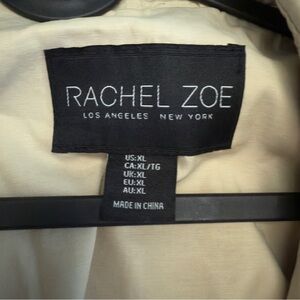 RACHEL ZOE
LOS ANGELES NEW YORK
US:XL
CA:XL/TG
UK:XL
EU:XL
AU:XL
MADE IN CHINA